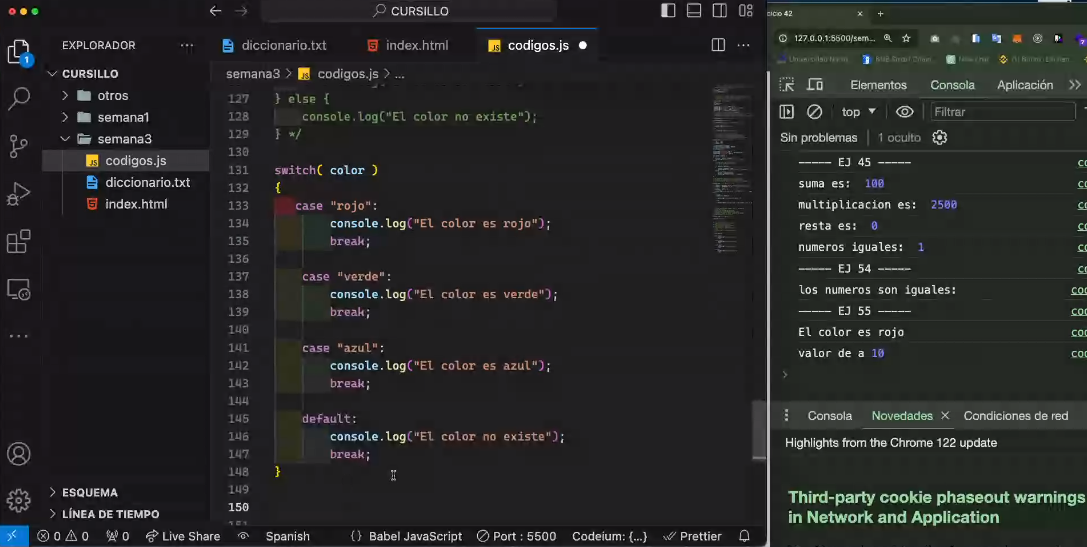 CURSILLO
EXPLORADOR
CURSILLO
otros
semana1
semana3
codigos.js
diccionario.txt
index.html
ESQUEMA
LÍNEA DE TIEMPO
diccionario.txt
index.html
codigos.js
semana3 > codigos.js > ...
127 } else {
128 console.log("El color no existe");
129 } */
130
131 switch( color )
132 {
133 case "rojo":
134 console.log("El color es rojo");
135 break;
136
137 case "verde":
138 console.log("El color es verde");
139 break;
140
141 case "azul":
142 console.log("El color es azul");
143 break;
144
145 default:
146 console.log("El color no existe");
147 break;
148 }
149
150
0 0 0 Live Share Spanish {} Babel JavaScript Port : 5500 Codeium: {...} Prettier
cicio 42
127.0.0.1:5500/sem...
Elementos Consola Aplicación
top Filtrar
Sin problemas 1 oculto
----- EJ 45 -----
suma es: 100
multiplicacion es: 2500
resta es: 0
numeros iguales: 1
----- EJ 54 -----
los numeros son iguales:
----- EJ 55 -----
El color es rojo
valor de a 10
Consola Novedades Condiciones de red
Highlights from the Chrome 122 update
Third-party cookie phaseout warnings
in Network and Application